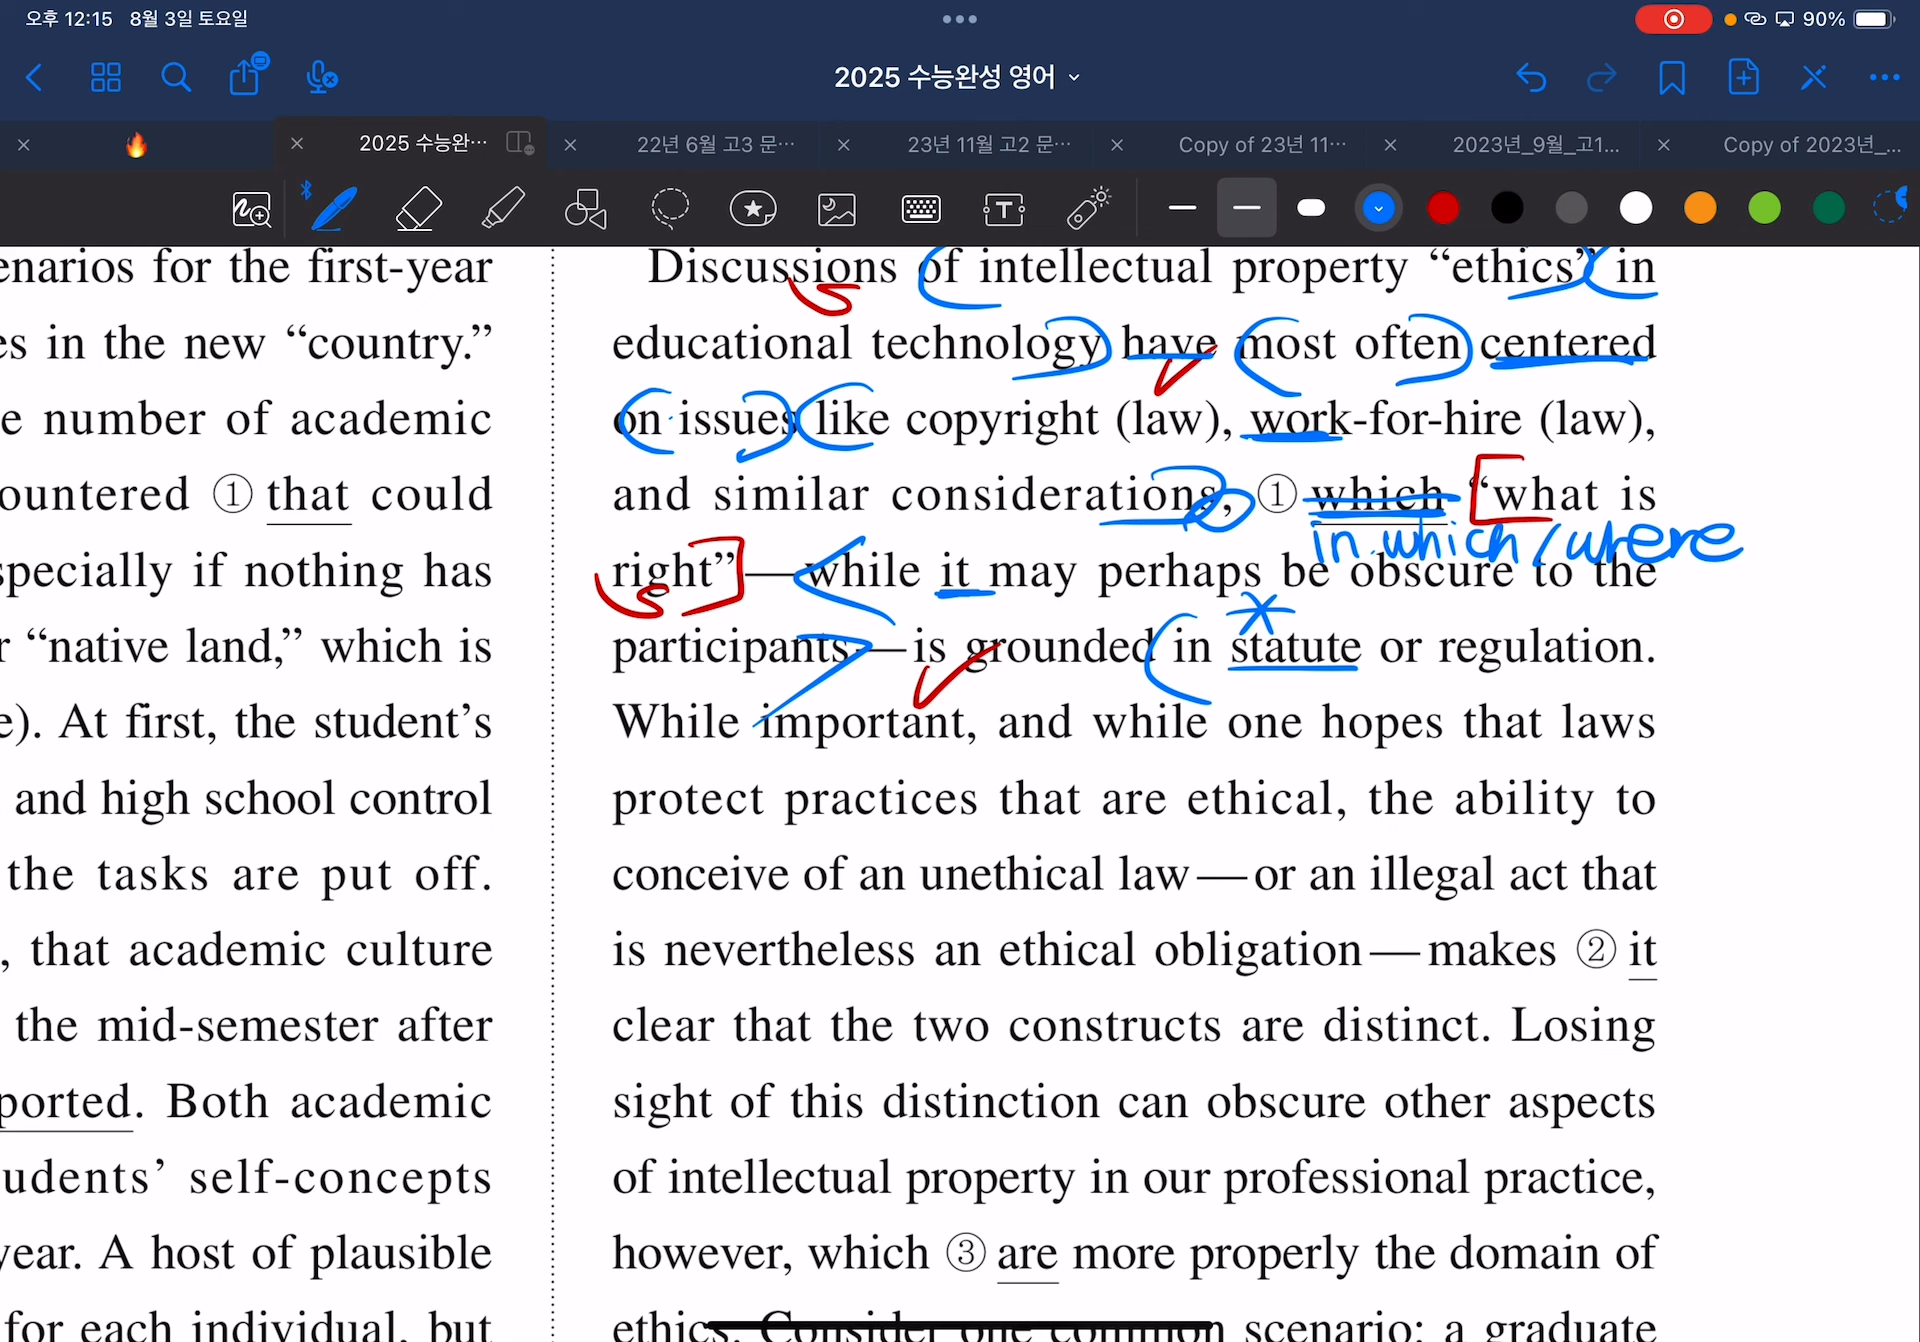 오후 12:15 8월 3일 토요일
90%
2025 수능완성 영어
2025 수능완···
22년 6월 고3 문···
23년 11월 고2 문···
Copy of 23년 11···
2023년_9월_고1...
Copy of 2023년_...
enarios for the first-year
es in the new “country.”
e number of academic
ountered ① that could
specially if nothing has
r “native land,” which is
e). At first, the student’s
and high school control
the tasks are put off.
, that academic culture
the mid-semester after
ported. Both academic
udents’ self-concepts
year. A host of plausible
for each individual, but
Discussions of intellectual property “ethics” in
educational technology have most often centered
on issues like copyright (law), work-for-hire (law),
and similar considerations, ① which “what is
in which / where
right”—while it may perhaps be obscure to the
participants—is grounded in statute or regulation.
While important, and while one hopes that laws
protect practices that are ethical, the ability to
conceive of an unethical law—or an illegal act that
is nevertheless an ethical obligation—makes ② it
clear that the two constructs are distinct. Losing
sight of this distinction can obscure other aspects
of intellectual property in our professional practice,
however, which ③ are more properly the domain of
ethics. Consider one common scenario: a graduate